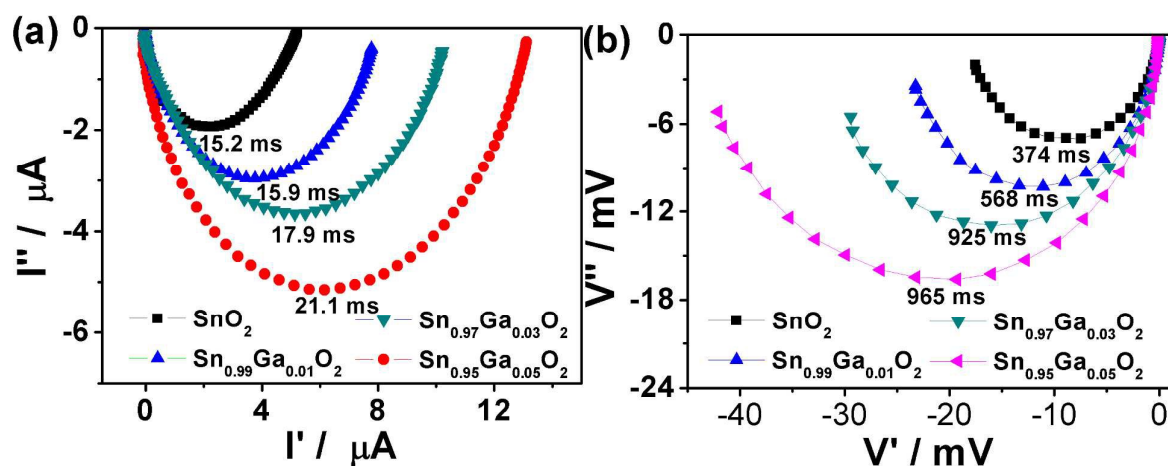 (a)
I'' / μA
0
-2
-4
-6
15.2 ms
15.9 ms
17.9 ms
21.1 ms
SnO2
Sn0.97Ga0.03O2
Sn0.99Ga0.01O2
Sn0.95Ga0.05O2
0 4 8 12
I' / μA
(b)
V'' / mV
0
-6
-12
-18
-24
374 ms
568 ms
925 ms
965 ms
SnO2
Sn0.97Ga0.03O2
Sn0.99Ga0.01O2
Sn0.95Ga0.05O2
-40 -30 -20 -10 0
V' / mV